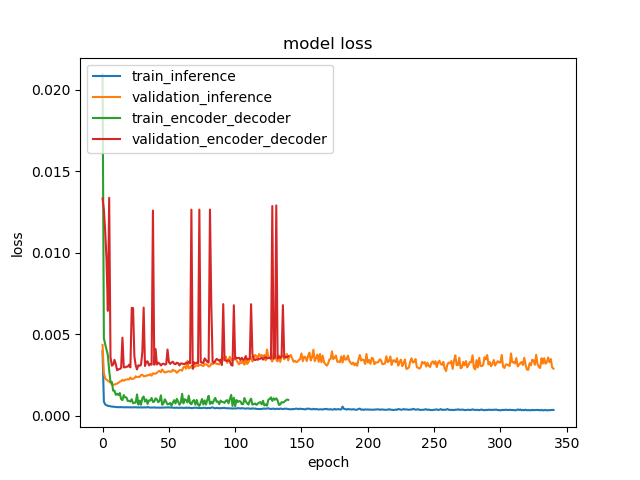 model loss
train_inference
validation_inference
train_encoder_decoder
validation_encoder_decoder
loss
0.020
0.015
0.010
0.005
0.000
0 50 100 150 200 250 300 350
epoch